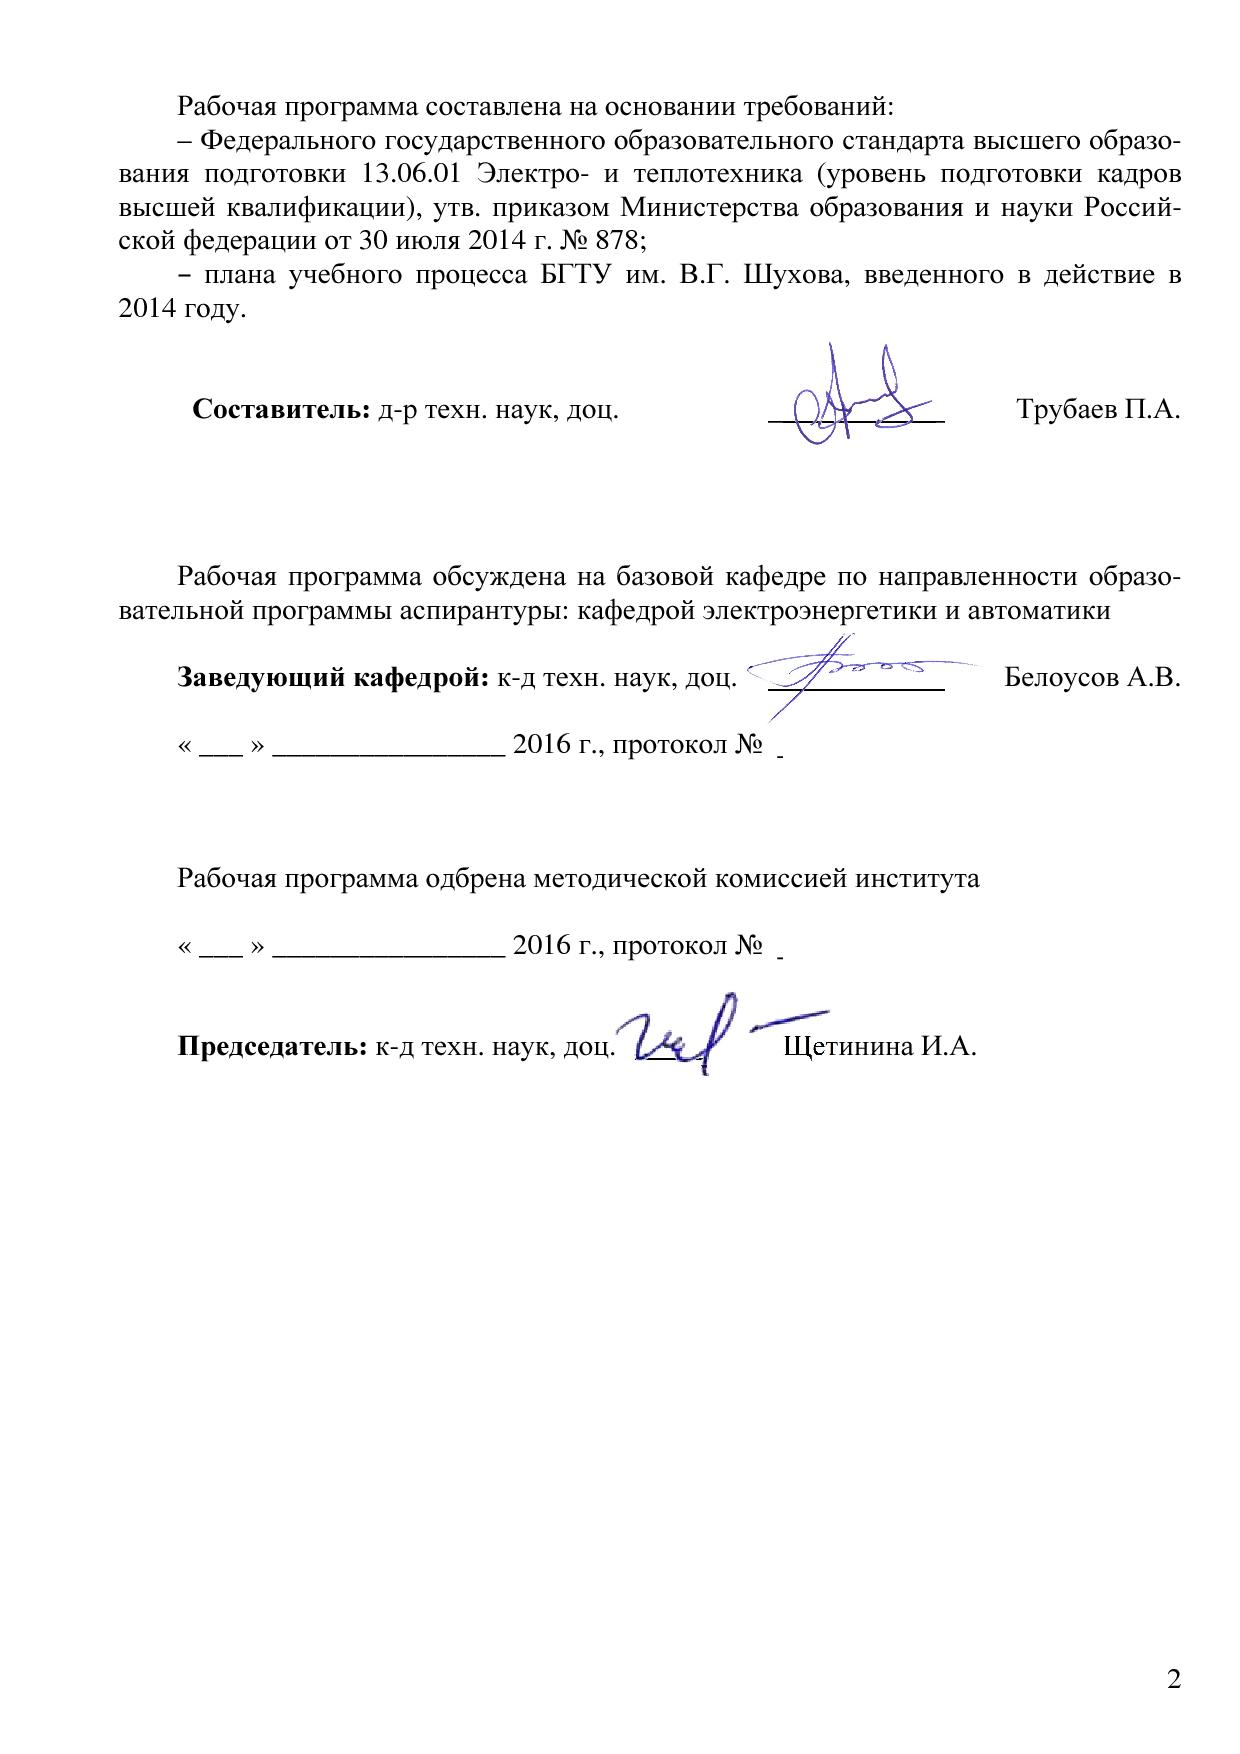 Рабочая программа составлена на основании требований:
– Федерального государственного образовательного стандарта высшего образо-
вания подготовки 13.06.01 Электро- и теплотехника (уровень подготовки кадров
высшей квалификации), утв. приказом Министерства образования и науки Россий-
ской федерации от 30 июля 2014 г. № 878;
– плана учебного процесса БГТУ им. В.Г. Шухова, введенного в действие в
2014 году.
Составитель: д-р техн. наук, доц. ____________ Трубаев П.А.
Рабочая программа обсуждена на базовой кафедре по направленности образо-
вательной программы аспирантуры: кафедрой электроэнергетики и автоматики
Заведующий кафедрой: к-д техн. наук, доц. ____________ Белоусов А.В.
« ___ » ________________ 2016 г., протокол № -
Рабочая программа одбрена методической комиссией института
« ___ » ________________ 2016 г., протокол № -
Председатель: к-д техн. наук, доц. _____ Щетинина И.А.
2